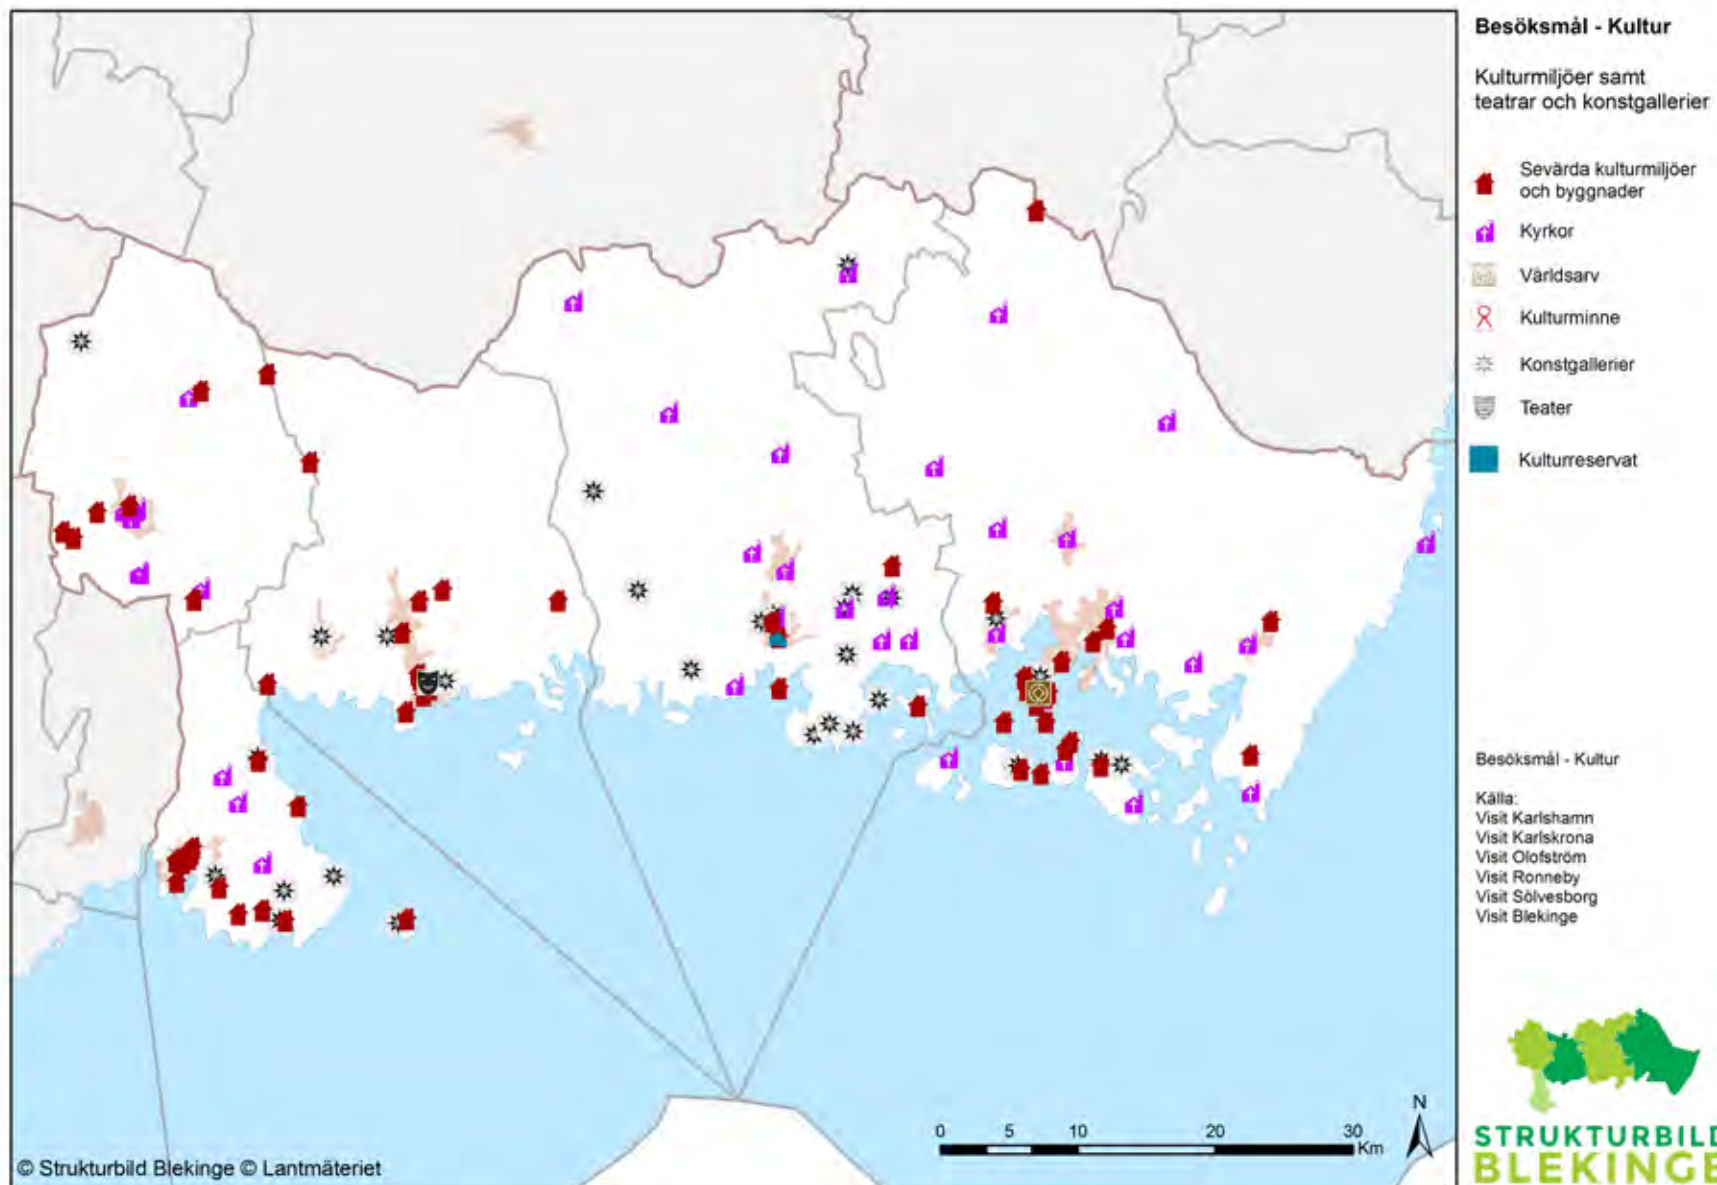 Besöksmål - Kultur
Kulturmiljöer samt
teatrar och konstgallerier
Sevärda kulturmiljöer
och byggnader
Kyrkor
Världsarv
Kulturminne
Konstgallerier
Teater
Kulturreservat
Besöksmål - Kultur
Källa:
Visit Karlshamn
Visit Karlskrona
Visit Olofström
Visit Ronneby
Visit Sölvesborg
Visit Blekinge
N
0 5 10 20 30
Km
© Strukturbild Blekinge © Lantmäteriet
STRUKTURBILD
BLEKINGE